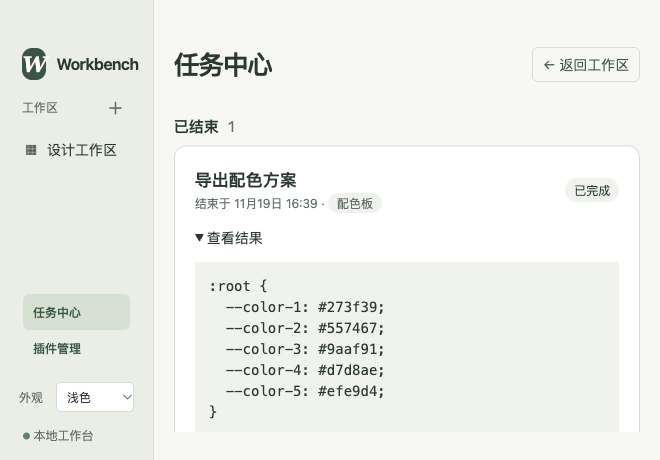 W Workbench
工作区 +
设计工作区
任务中心
插件管理
外观 浅色
本地工作台
任务中心
← 返回工作区
已结束 1
导出配色方案
已完成
结束于 11月19日 16:39 · 配色板
▼ 查看结果
:root {
  --color-1: #273f39;
  --color-2: #557467;
  --color-3: #9aaf91;
  --color-4: #d7d8ae;
  --color-5: #efe9d4;
}